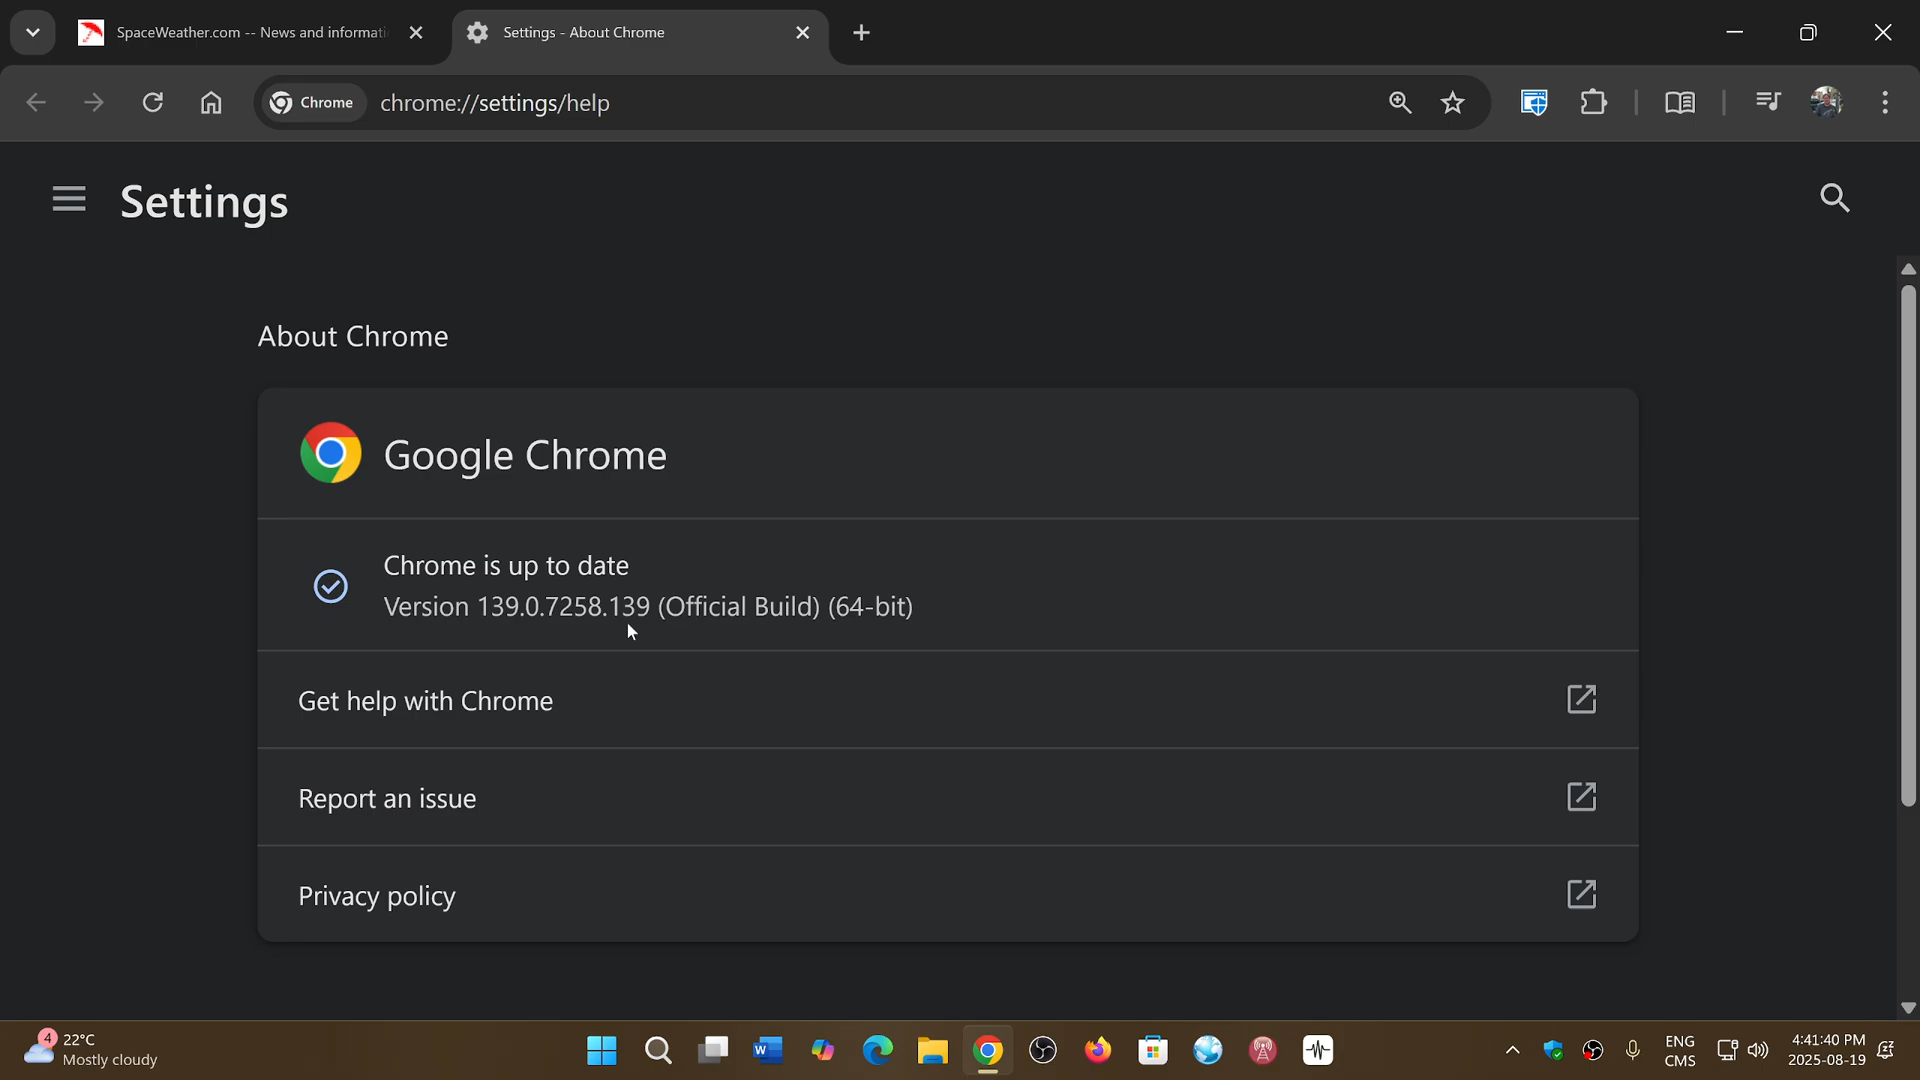 SpaceWeather.com -- News and informati
Settings - About Chrome
Chrome
chrome://settings/help
Settings
About Chrome
Google Chrome
Chrome is up to date
Version 139.0.7258.139 (Official Build) (64-bit)
Get help with Chrome
Report an issue
Privacy policy
4
22°C
Mostly cloudy
W
ENG
CMS
4:41:40 PM
2025-08-19